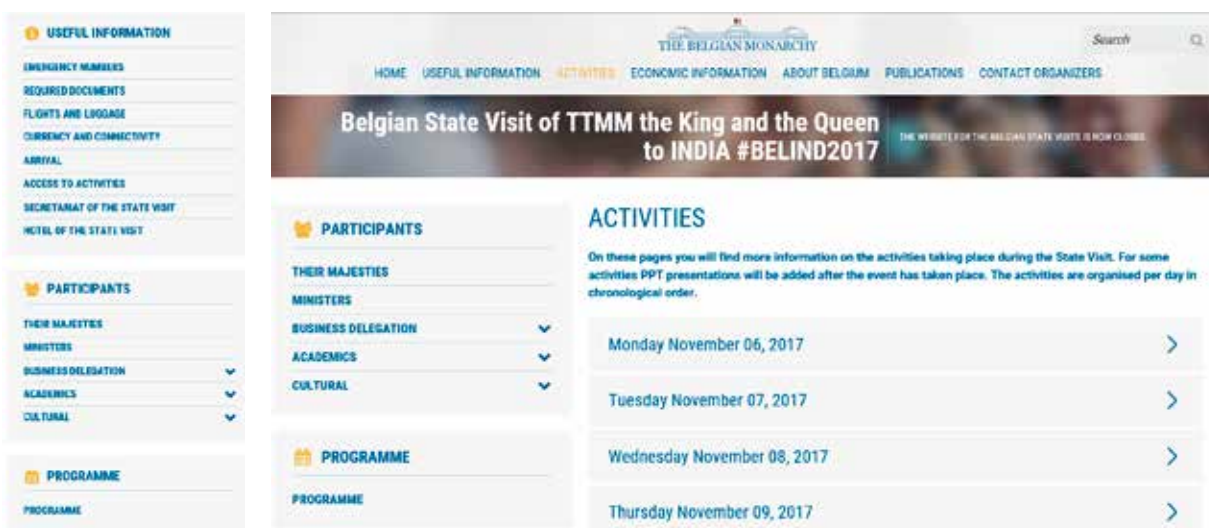 USEFUL INFORMATION
EMERGENCY NUMBERS
REQUIRED DOCUMENTS
FLIGHTS AND LUGGAGE
CURRENCY AND CONNECTIVITY
ARRIVAL
ACCESS TO ACTIVITIES
SECRETARIAT OF THE STATE VISIT
HOTEL OF THE STATE VISIT
PARTICIPANTS
THEIR MAJESTIES
MINISTERS
BUSINESS DELEGATION
ACADEMICS
CULTURAL
PROGRAMME
PROGRAMME
THE BELGIAN MONARCHY
Search
HOME USEFUL INFORMATION ACTIVITIES ECONOMIC INFORMATION ABOUT BELGIUM PUBLICATIONS CONTACT ORGANIZERS
Belgian State Visit of TTMM the King and the Queen
to INDIA #BELIND2017
THE WEBSITE FOR THE BELGIAN STATE VISITS IS NOW CLOSED.
PARTICIPANTS
THEIR MAJESTIES
MINISTERS
BUSINESS DELEGATION
ACADEMICS
CULTURAL
PROGRAMME
PROGRAMME
ACTIVITIES
On these pages you will find more information on the activities taking place during the State Visit. For some
activities PPT presentations will be added after the event has taken place. The activities are organised per day in
chronological order.
Monday November 06, 2017
Tuesday November 07, 2017
Wednesday November 08, 2017
Thursday November 09, 2017